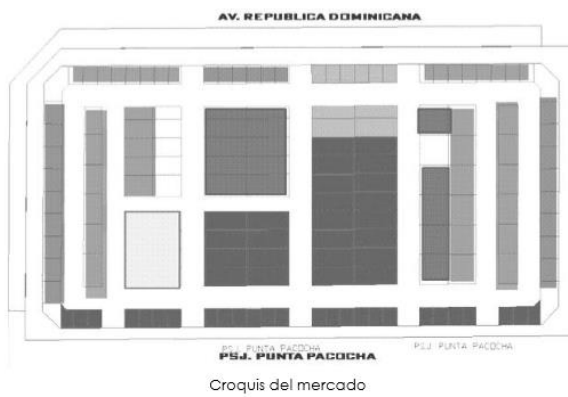 AV. REPUBLICA DOMINICANA
PSJ. PUNTA PACOCHA
PSJ. PUNTA PACOCHA
PSJ. PUNTA PACOCHA
Croquis del mercado